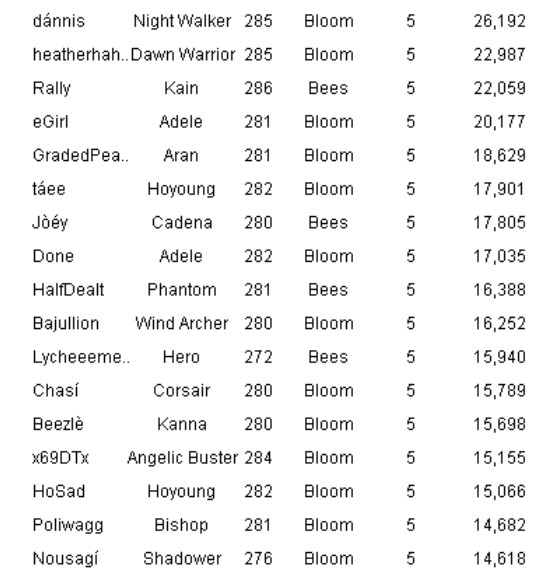 dánnis Night Walker 285 Bloom 5 26,192
heatherhah.. Dawn Warrior 285 Bloom 5 22,987
Rally Kain 286 Bees 5 22,059
eGirl Adele 281 Bloom 5 20,177
GradedPea.. Aran 281 Bloom 5 18,629
táee Hoyoung 282 Bloom 5 17,901
Jòéy Cadena 280 Bees 5 17,805
Done Adele 282 Bloom 5 17,035
HalfDealt Phantom 281 Bees 5 16,388
Bajullion Wind Archer 280 Bloom 5 16,252
Lycheeeme.. Hero 272 Bees 5 15,940
Chasí Corsair 280 Bloom 5 15,789
Beezlè Kanna 280 Bloom 5 15,698
x69DTx Angelic Buster 284 Bloom 5 15,155
HoSad Hoyoung 282 Bloom 5 15,066
Poliwagg Bishop 281 Bloom 5 14,682
Nousagí Shadower 276 Bloom 5 14,618